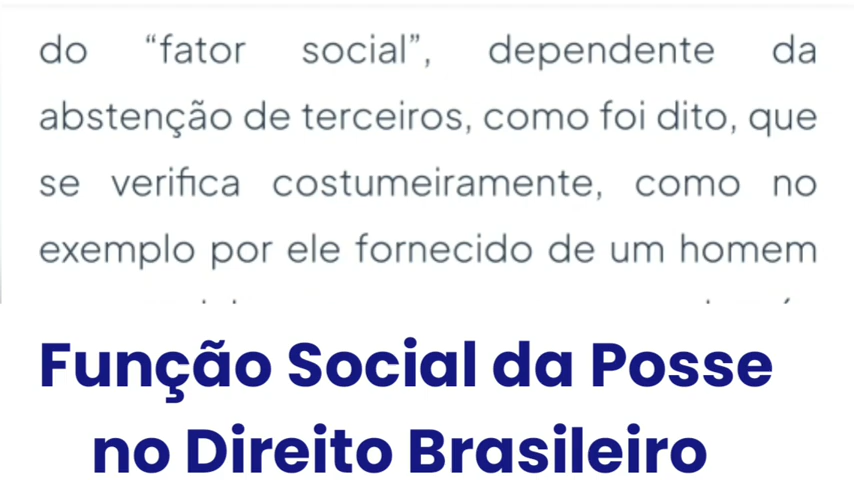 do “fator social”, dependente da
abstenção de terceiros, como foi dito, que
se verifica costumeiramente, como no
exemplo por ele fornecido de um homem
Função Social da Posse
no Direito Brasileiro